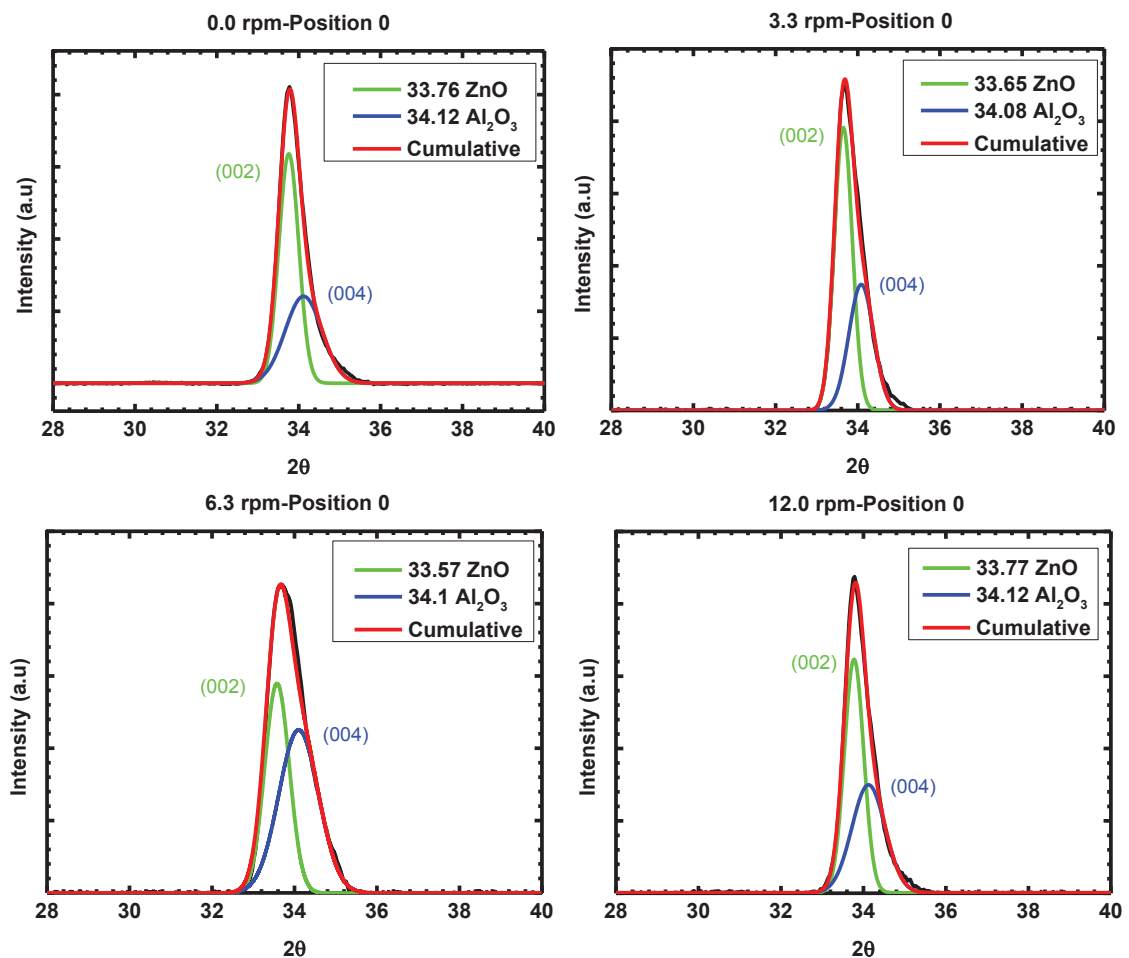 0.0 rpm-Position 0
33.76 ZnO
34.12 Al₂O₃
Cumulative
(002)
(004)
Intensity (a.u)
28 30 32 34 36 38 40
2θ
3.3 rpm-Position 0
33.65 ZnO
34.08 Al₂O₃
Cumulative
(002)
(004)
Intensity (a.u)
28 30 32 34 36 38 40
2θ
6.3 rpm-Position 0
33.57 ZnO
34.1 Al₂O₃
Cumulative
(002)
(004)
Intensity (a.u)
28 30 32 34 36 38 40
2θ
12.0 rpm-Position 0
33.77 ZnO
34.12 Al₂O₃
Cumulative
(002)
(004)
Intensity (a.u)
28 30 32 34 36 38 40
2θ